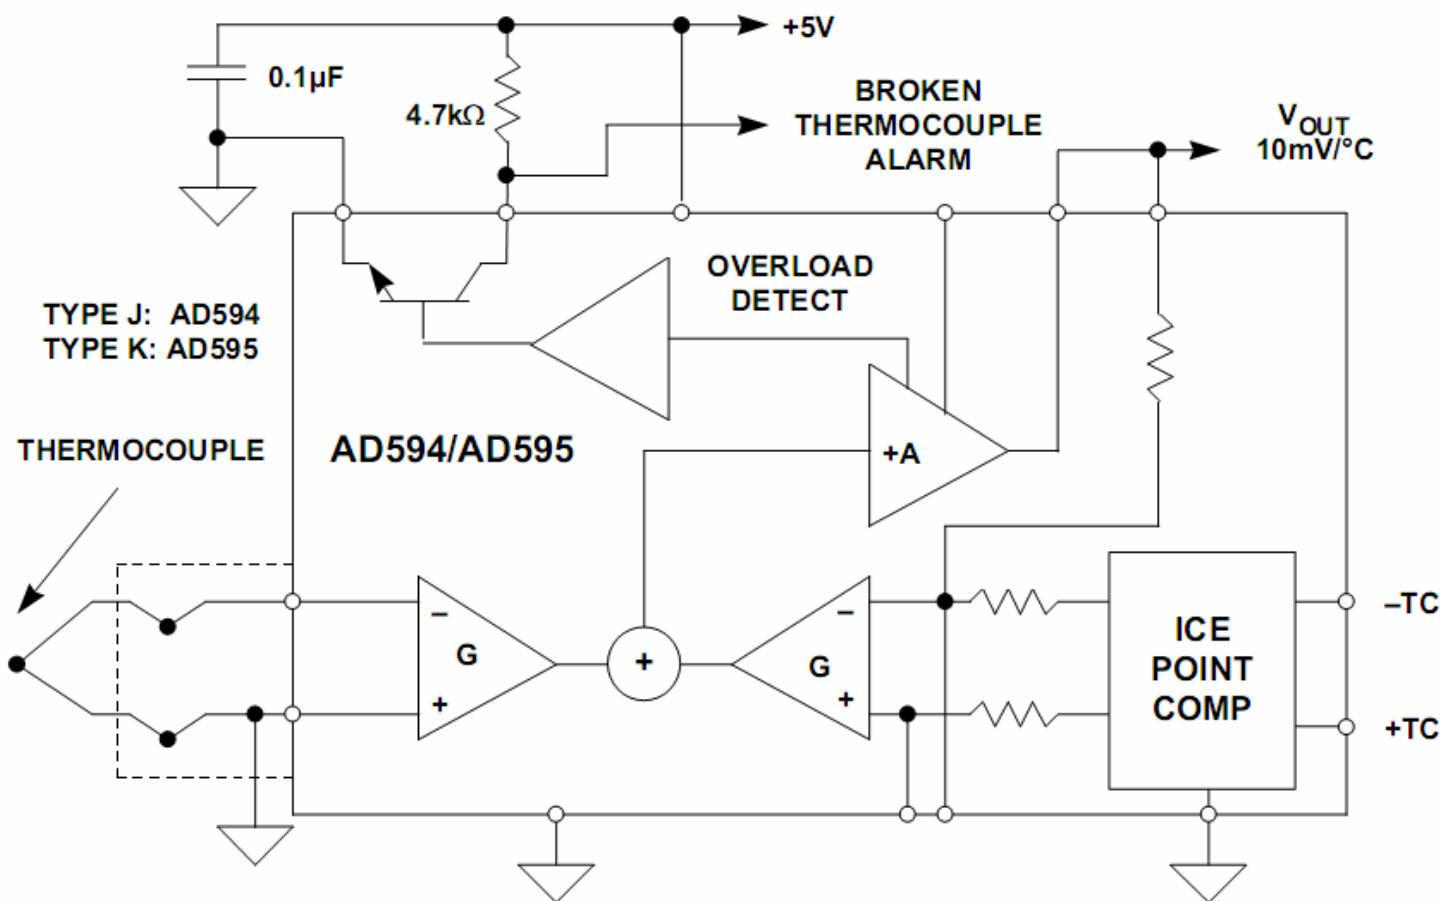 +5V
0.1µF
4.7kΩ
BROKEN
THERMOCOUPLE
ALARM
VOUT
10mV/°C
OVERLOAD
DETECT
TYPE J: AD594
TYPE K: AD595
THERMOCOUPLE
AD594/AD595
+A
–
G
+
+
–
G
+
ICE
POINT
COMP
–TC
+TC